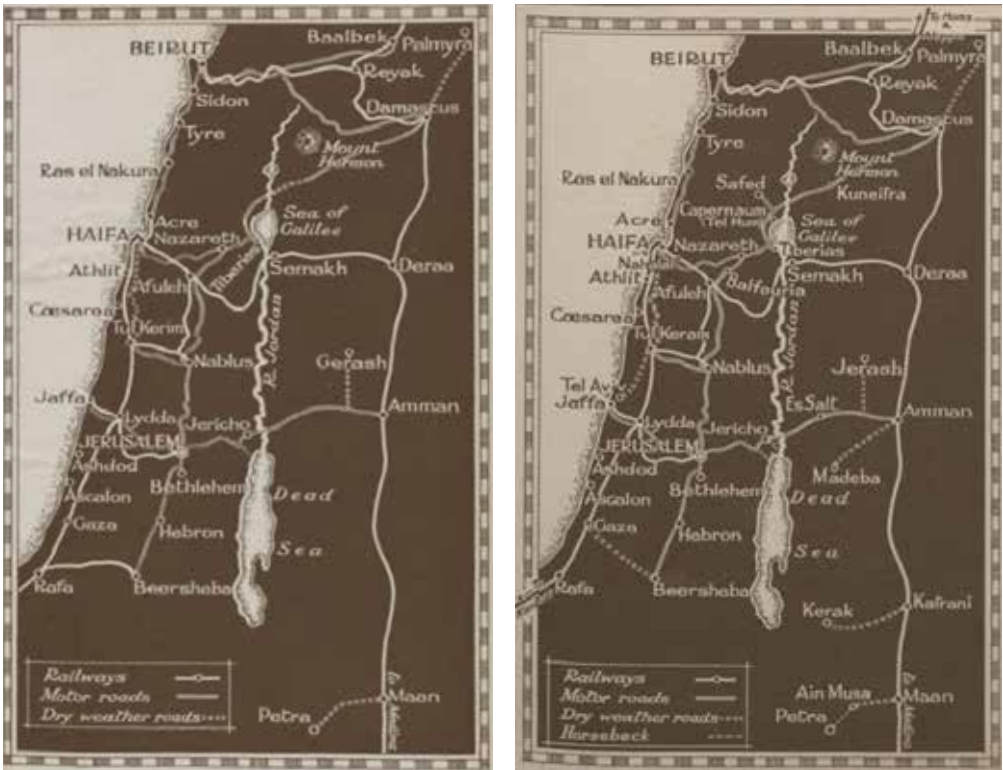 BEIRUT
Baalbek
Palmyra
Reyak
Sidon
Damascus
Tyre
Mount
Hermon
Ras el Nakura
Acre
Sea of
Galilee
HAIFA
Nazareth
Tiberias
Athlit
Semakh
Deraa
Afuleh
Cæsarea
Tul Kerim
R. Jordan
Nablus
Gerash
Jaffa
Amman
Lydda
Jericho
JERUSALEM
Ashdod
Bethlehem
Dead
Ascalon
Gaza
Hebron
Sea
Rafa
Beersheba
Railways
Motor roads
Dry weather roads
Maan
Petra
To Homs
Baalbek
Palmyra
BEIRUT
Reyak
Sidon
Damascus
Tyre
Mount
Hermon
Ras el Nakura
Safed
Kuneitra
Capernaum
Tel Hum
Acre
Sea of
Galilee
HAIFA
Nazareth
Tiberias
Athlit
Semakh
Deraa
Balfouria
Afuleh
Cæsarea
Tul Keram
R. Jordan
Nablus
Jerash
Tel Av
Jaffa
Es Salt
Amman
Lydda
Jericho
JERUSALEM
Ashdod
Madeba
Bethlehem
Dead
Ascalon
Gaza
Hebron
Sea
Rafa
Beersheba
Kerak
Katrani
Railways
Motor roads
Dry weather roads
Horseback
Ain Musa
Maan
Petra